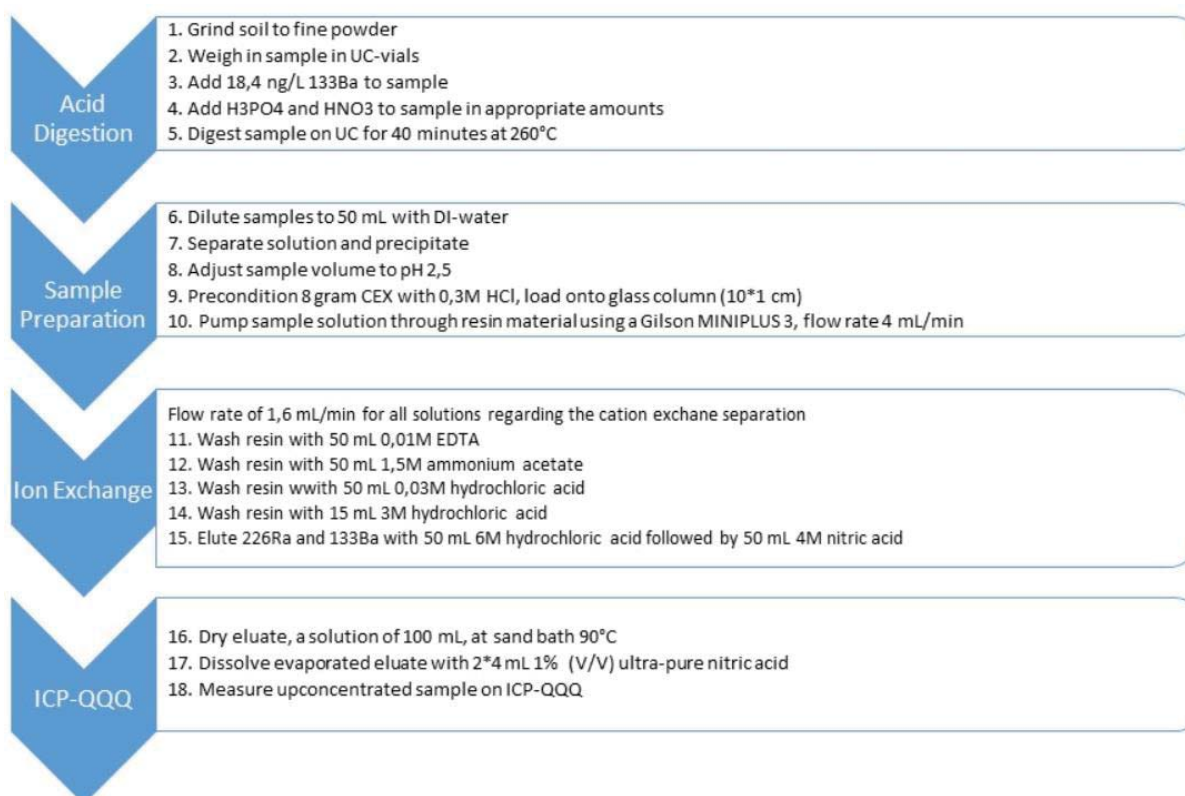 Acid
Digestion
1. Grind soil to fine powder
2. Weigh in sample in UC-vials
3. Add 18,4 ng/L 133Ba to sample
4. Add H3PO4 and HNO3 to sample in appropriate amounts
5. Digest sample on UC for 40 minutes at 260°C
Sample
Preparation
6. Dilute samples to 50 mL with DI-water
7. Separate solution and precipitate
8. Adjust sample volume to pH 2,5
9. Precondition 8 gram CEX with 0,3M HCl, load onto glass column (10*1 cm)
10. Pump sample solution through resin material using a Gilson MINIPLUS 3, flow rate 4 mL/min
Ion Exchange
Flow rate of 1,6 mL/min for all solutions regarding the cation exchane separation
11. Wash resin with 50 mL 0,01M EDTA
12. Wash resin with 50 mL 1,5M ammonium acetate
13. Wash resin wwith 50 mL 0,03M hydrochloric acid
14. Wash resin with 15 mL 3M hydrochloric acid
15. Elute 226Ra and 133Ba with 50 mL 6M hydrochloric acid followed by 50 mL 4M nitric acid
ICP-QQQ
16. Dry eluate, a solution of 100 mL, at sand bath 90°C
17. Dissolve evaporated eluate with 2*4 mL 1% (V/V) ultra-pure nitric acid
18. Measure upconcentrated sample on ICP-QQQ